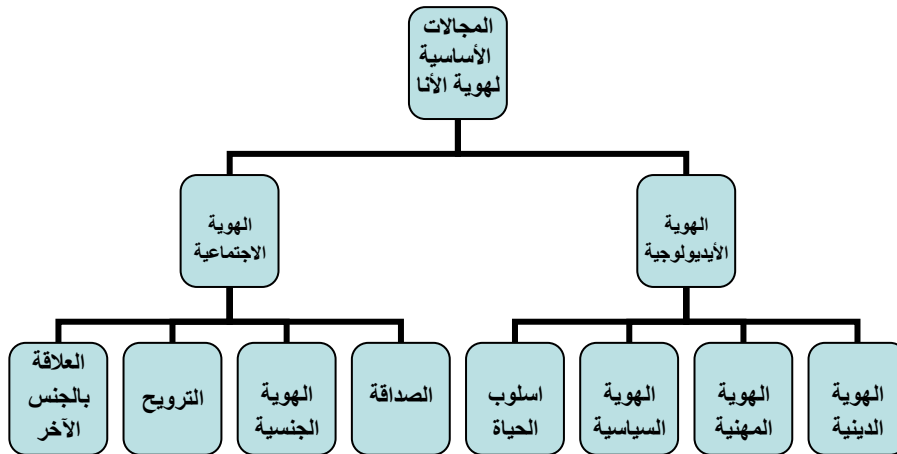 المجالات
الأساسية
لهوية الأنا
الهوية
الأيديولوجية
الهوية
الاجتماعية
الهوية
الدينية
الهوية
المهنية
الهوية
السياسية
اسلوب
الحياة
الصداقة
الهوية
الجنسية
الترويح
العلاقة
بالجنس
الآخر